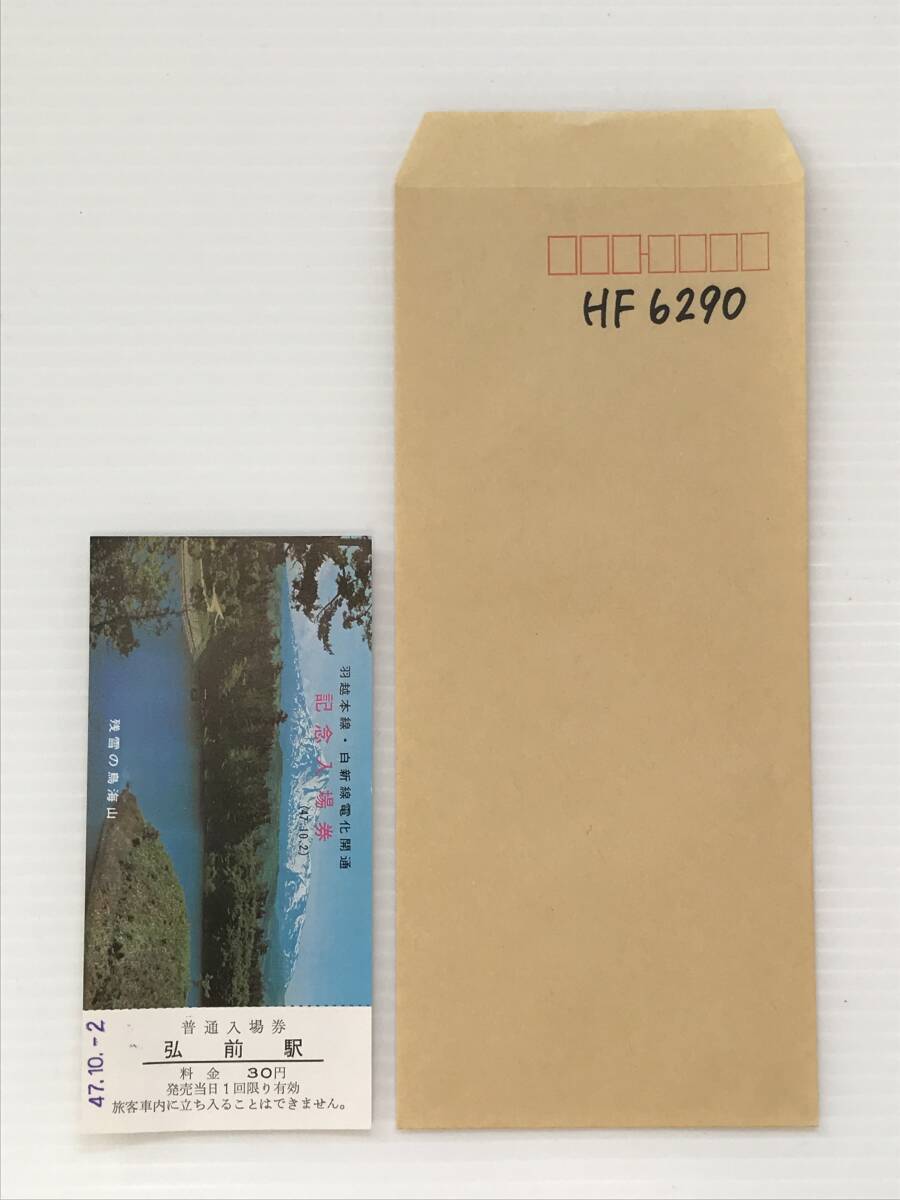 HF 6290
羽越本線・白新線電化開通
記念入場券
(47.10.2)
残雪の鳥海山
普通入場券
弘前駅
料金 30円
発売当日1回限り有効
旅客車内に立ち入ることはできません。
47.10.-2